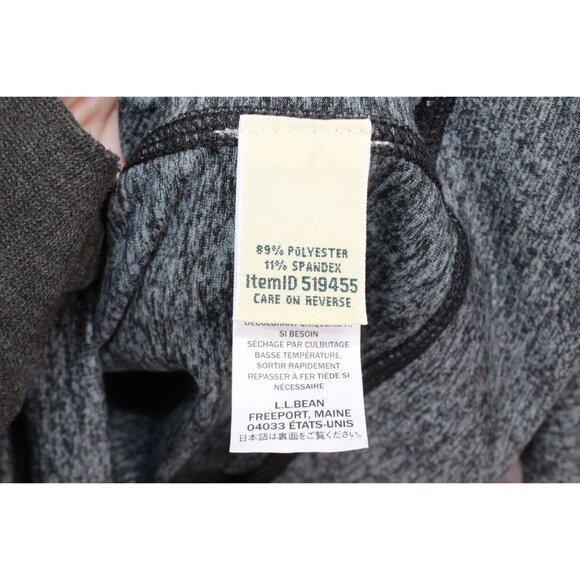 89% POLYESTER
11% SPANDEX
ItemID 519455
CARE ON REVERSE
DÉCOLORANT UNIQUEMENT,
SI BESOIN
SÉCHAGE PAR CULBUTAGE
BASSE TEMPÉRATURE,
SORTIR RAPIDEMENT
REPASSER À FER TIÈDE SI
NÉCESSAIRE
L.L.BEAN
FREEPORT, MAINE
04033 ÉTATS-UNIS
日本語は裏面をご覧ください。